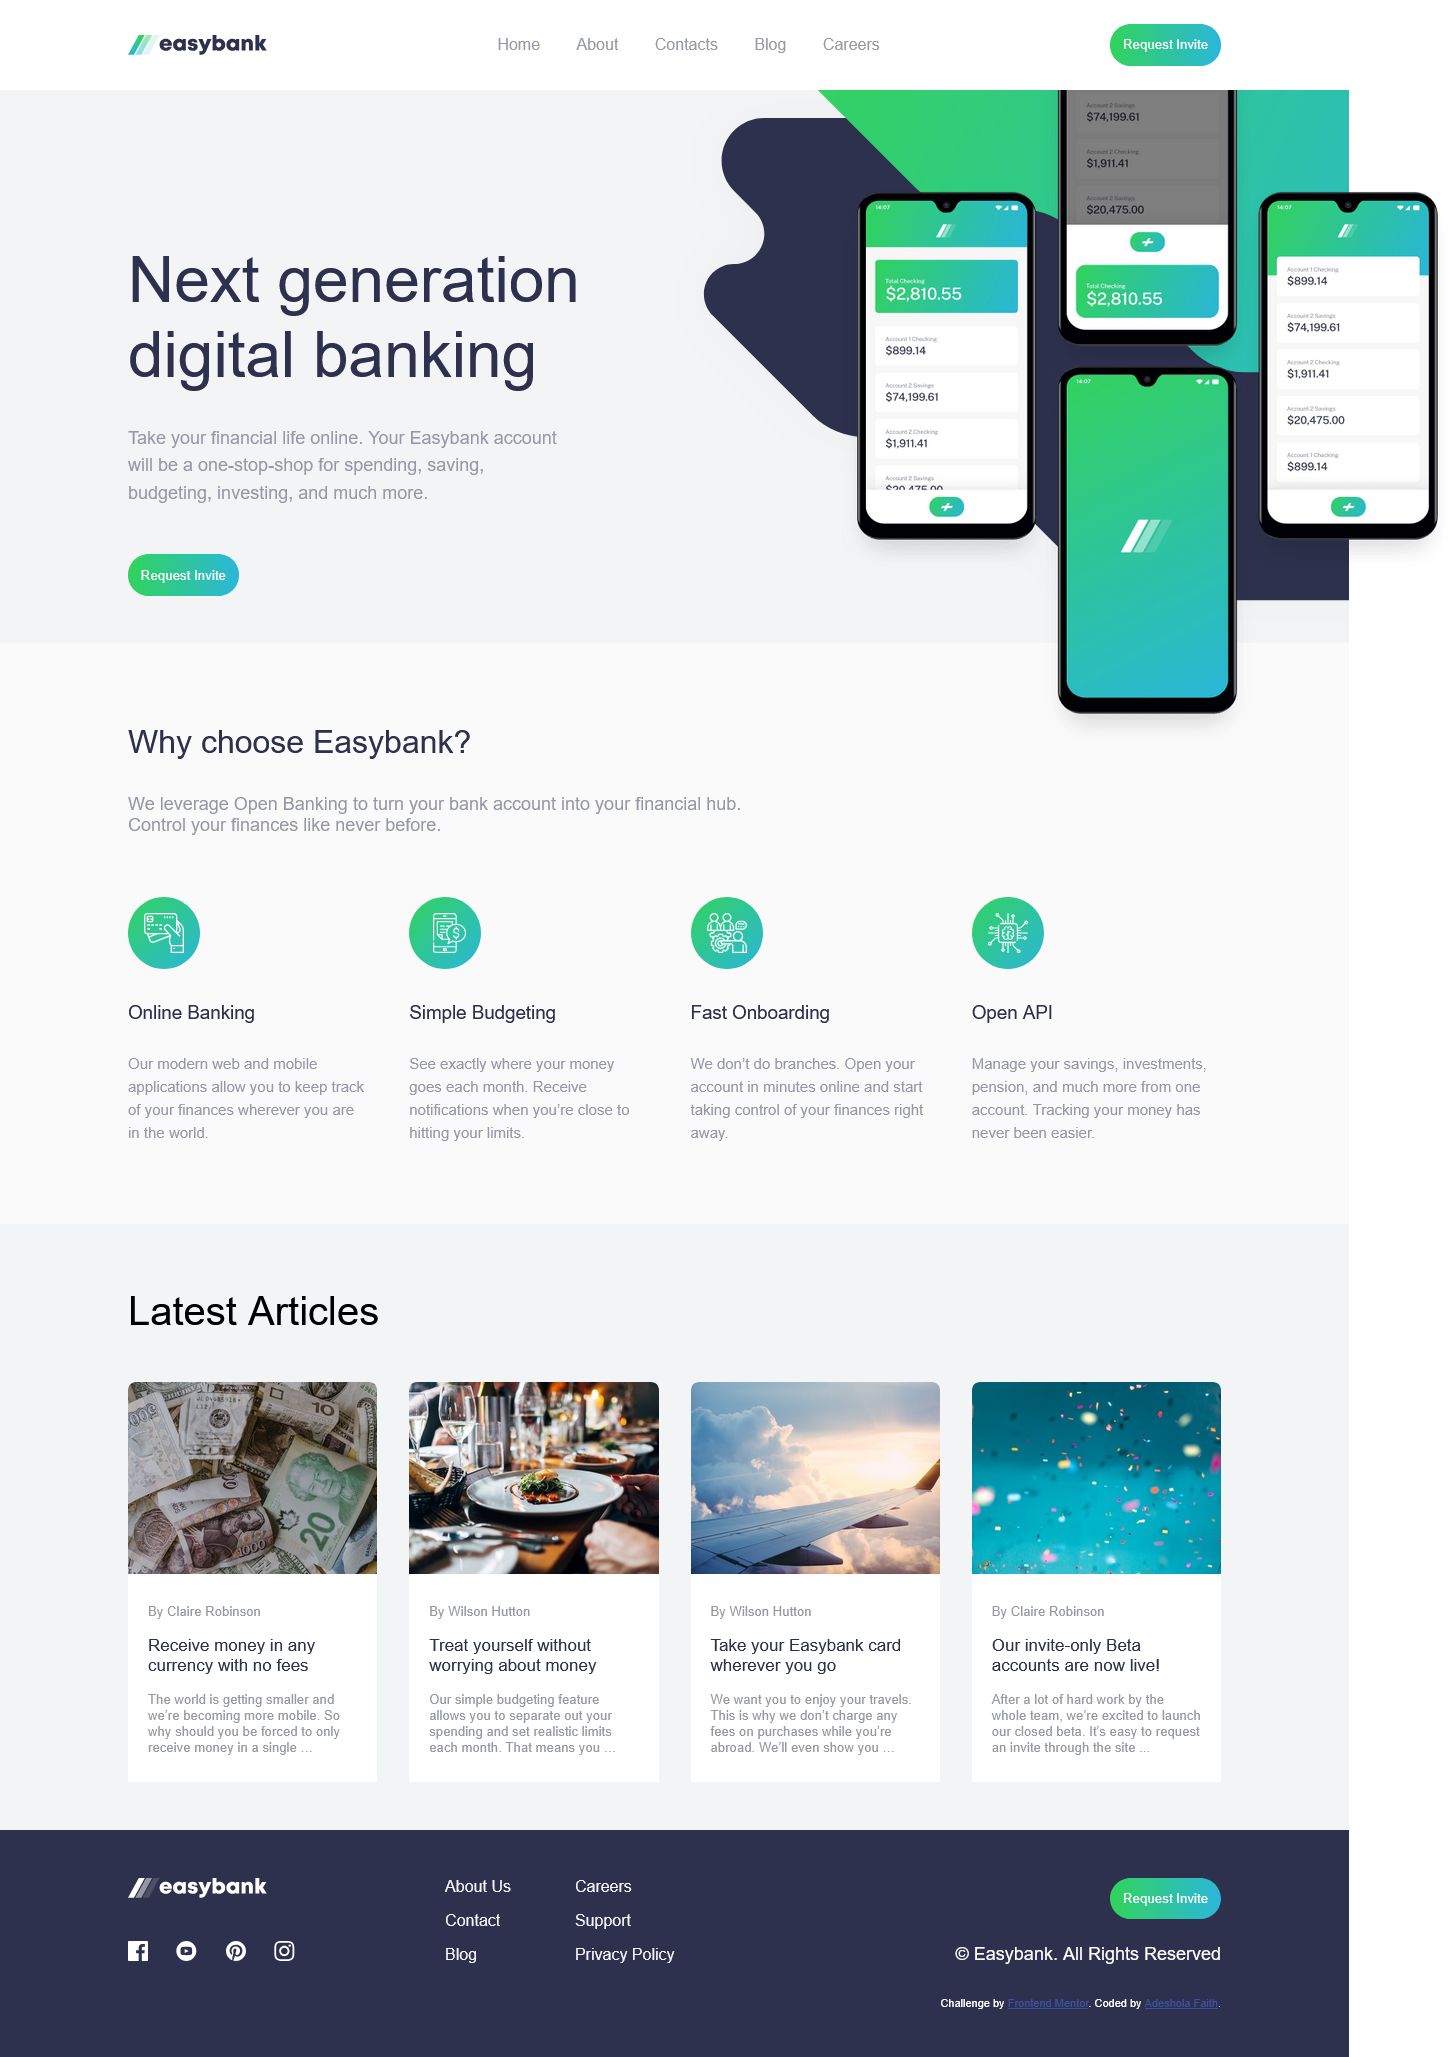 easybank
Home About Contacts Blog Careers
Request Invite
Next generation
digital banking
Take your financial life online. Your Easybank account
will be a one-stop-shop for spending, saving,
budgeting, investing, and much more.
Request Invite
14:07
Total Checking
$2,810.55
Account 1 Checking
$899.14
Account 2 Savings
$74,199.61
Account 2 Checking
$1,911.41
Account 2 Savings
$20,475.00
Account 2 Savings
$74,199.61
Account 2 Checking
$1,911.41
Account 2 Savings
$20,475.00
Total Checking
$2,810.55
14:07
14:07
Account 1 Checking
$899.14
Account 2 Savings
$74,199.61
Account 2 Checking
$1,911.41
Account 2 Savings
$20,475.00
Account 1 Checking
$899.14
Why choose Easybank?
We leverage Open Banking to turn your bank account into your financial hub.
Control your finances like never before.
Online Banking
Our modern web and mobile
applications allow you to keep track
of your finances wherever you are
in the world.
Simple Budgeting
See exactly where your money
goes each month. Receive
notifications when you’re close to
hitting your limits.
Fast Onboarding
We don’t do branches. Open your
account in minutes online and start
taking control of your finances right
away.
Open API
Manage your savings, investments,
pension, and much more from one
account. Tracking your money has
never been easier.
Latest Articles
10
20
1000
By Claire Robinson
Receive money in any
currency with no fees
The world is getting smaller and
we’re becoming more mobile. So
why should you be forced to only
receive money in a single …
By Wilson Hutton
Treat yourself without
worrying about money
Our simple budgeting feature
allows you to separate out your
spending and set realistic limits
each month. That means you …
By Wilson Hutton
Take your Easybank card
wherever you go
We want you to enjoy your travels.
This is why we don’t charge any
fees on purchases while you’re
abroad. We’ll even show you …
By Claire Robinson
Our invite-only Beta
accounts are now live!
After a lot of hard work by the
whole team, we’re excited to launch
our closed beta. It’s easy to request
an invite through the site ...
easybank
About Us
Contact
Blog
Careers
Support
Privacy Policy
Request Invite
© Easybank. All Rights Reserved
Challenge by Frontend Mentor. Coded by Adeshola Faith.